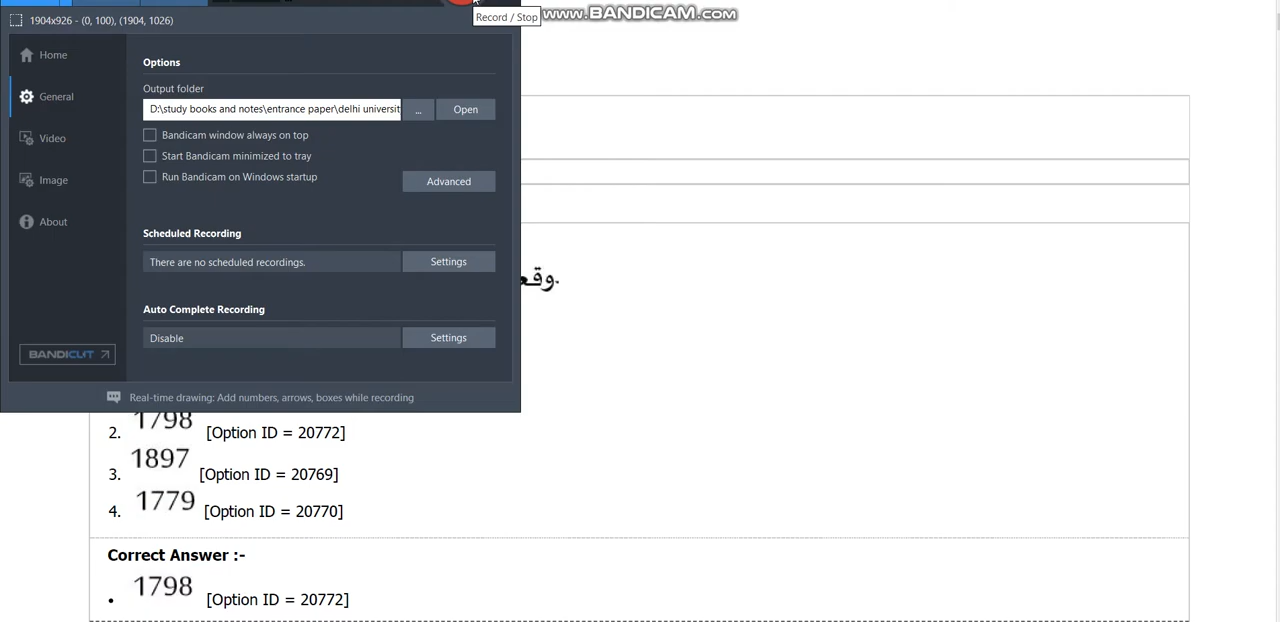 Record / Stop
www.BANDICAM.com
1904x926 - (0, 100), (1904, 1026)
Home
General
Video
Image
About
BANDICUT
Options
Output folder
D:\study books and notes\entrance paper\delhi universit
... Open
Bandicam window always on top
Start Bandicam minimized to tray
Run Bandicam on Windows startup
Advanced
Scheduled Recording
There are no scheduled recordings. Settings
Auto Complete Recording
Disable Settings
Real-time drawing: Add numbers, arrows, boxes while recording
2. 1798 [Option ID = 20772]
3. 1897 [Option ID = 20769]
4. 1779 [Option ID = 20770]
Correct Answer :-
• 1798 [Option ID = 20772]